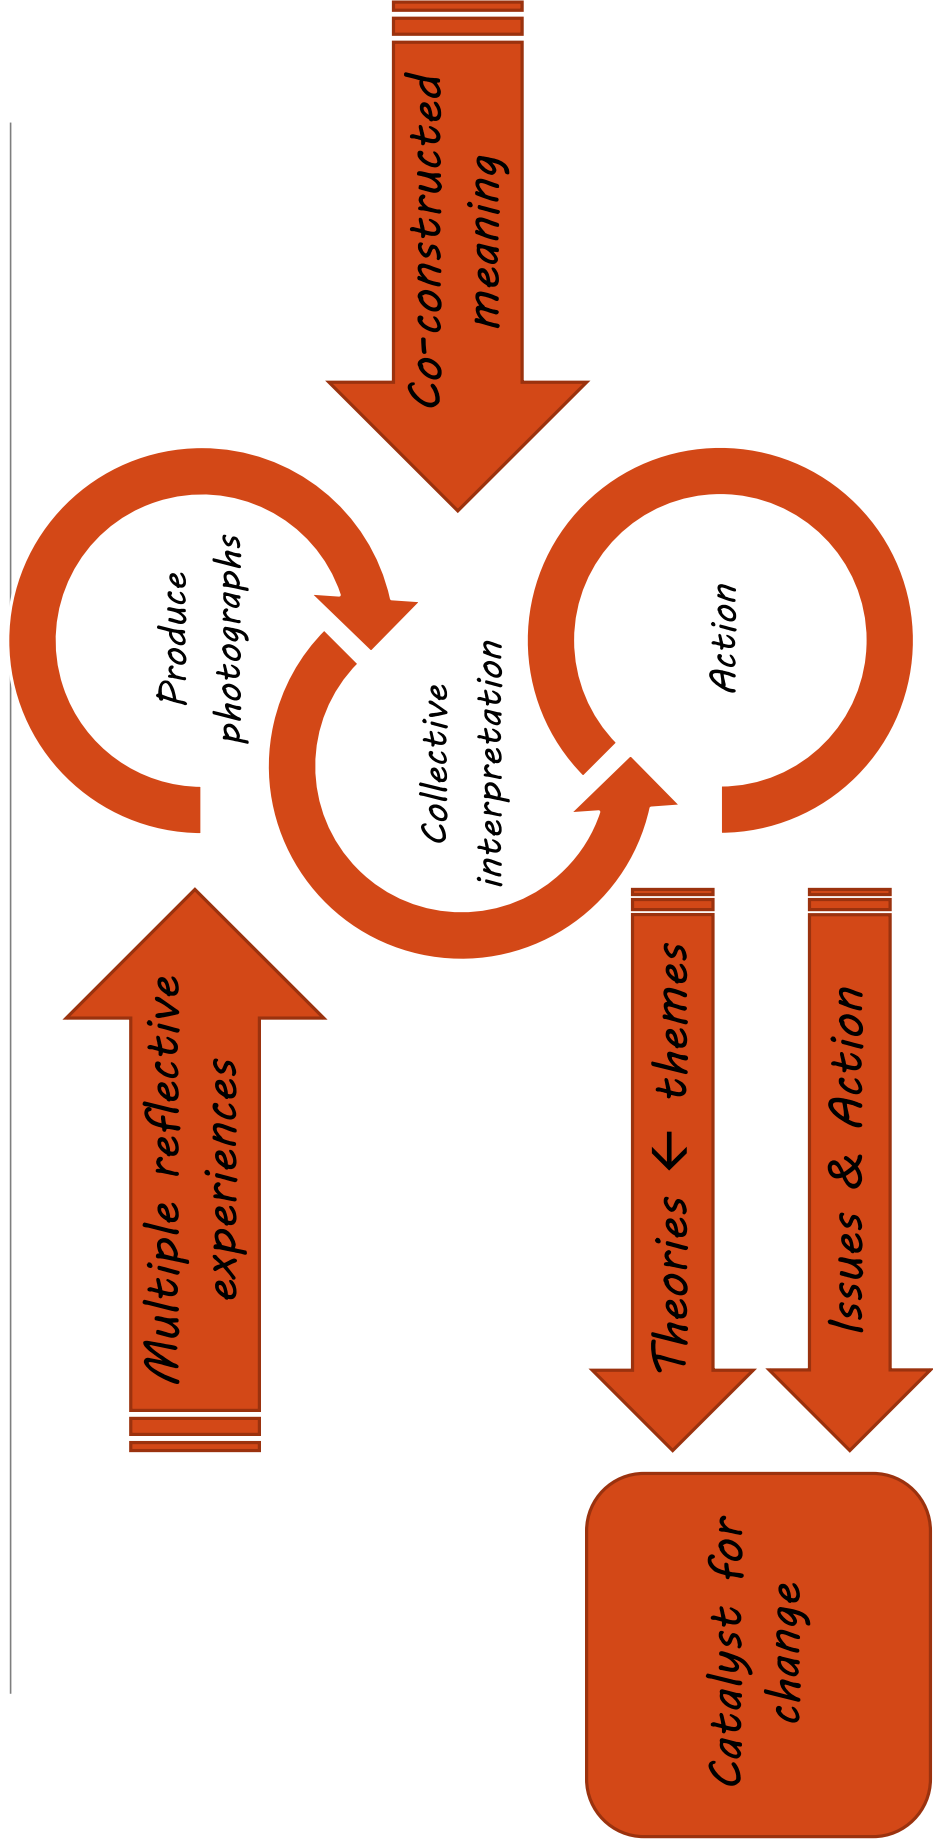 Multiple reflective
experiences
Produce
photographs
Collective
interpretation
Co-constructed
meaning
Theories ← themes
Action
Issues & Action
Catalyst for
change